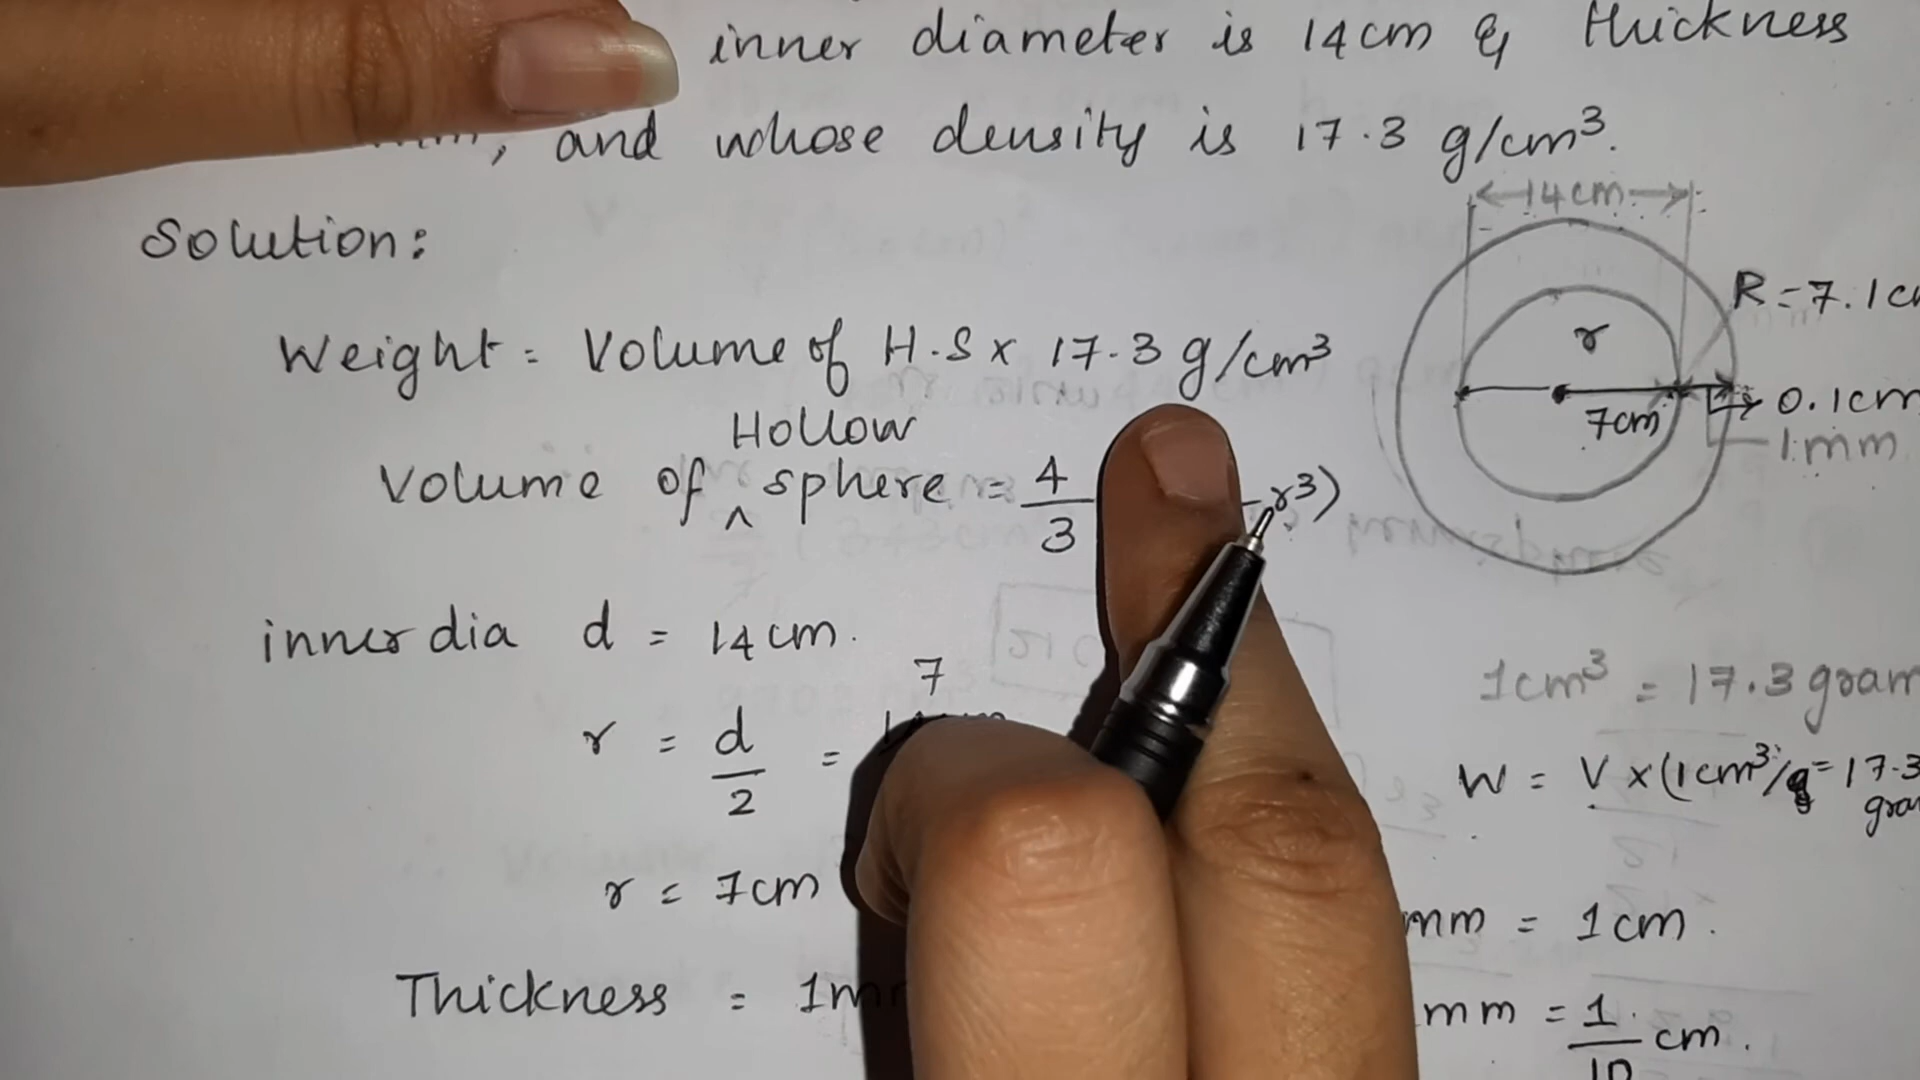 inner diameter is 14cm & thickness
mm, and whose density is 17.3 g/cm³.
Solution:
←14cm→
R=7.1c
r
7cm
0.1cm
1mm
Weight = Volume of H.S × 17.3 g/cm³
Hollow
Volume of ^ sphere = 4/3 - r³)
inner dia d = 14cm.
7
r = d/2 =
r = 7cm
Thickness = 1m
1cm³ = 17.3 gram
W = V × (1cm³/g = 17.3
gra
mm = 1cm.
mm = 1/10 cm.